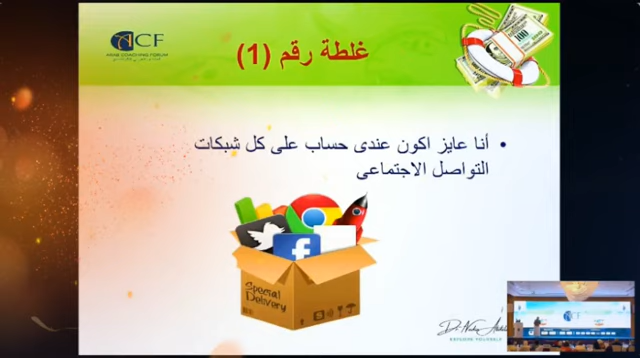 ACF
غلطة رقم (1)
• أنا عايز اكون عندى حساب على كل شبكات
التواصل الاجتماعى
Special
Delivery